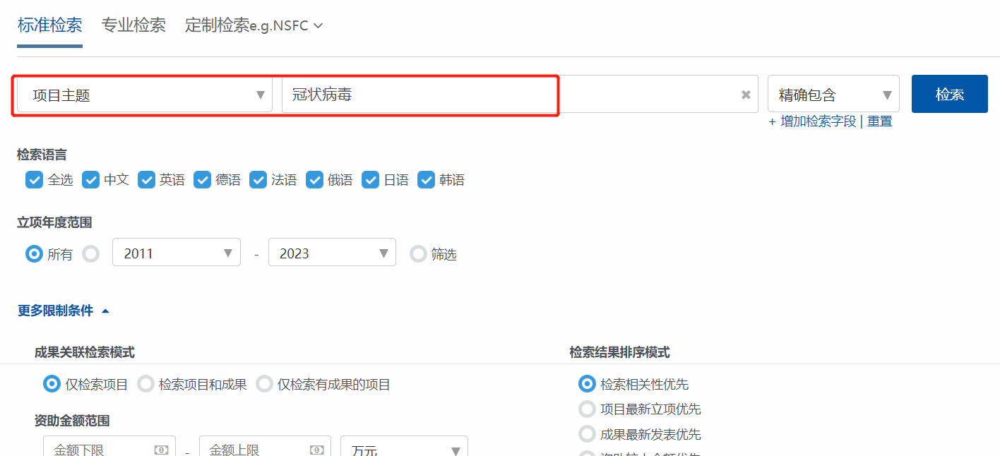 标准检索 专业检索 定制检索e.g.NSFC
项目主题 冠状病毒 精确包含 检索
+ 增加检索字段 | 重置
检索语言
全选 中文 英语 德语 法语 俄语 日语 韩语
立项年度范围
所有 2011 - 2023 筛选
更多限制条件
成果关联检索模式 检索结果排序模式
仅检索项目 检索项目和成果 仅检索有成果的项目 检索相关性优先
项目最新立项优先
资助金额范围 成果最新发表优先
金额下限 - 金额上限 万元